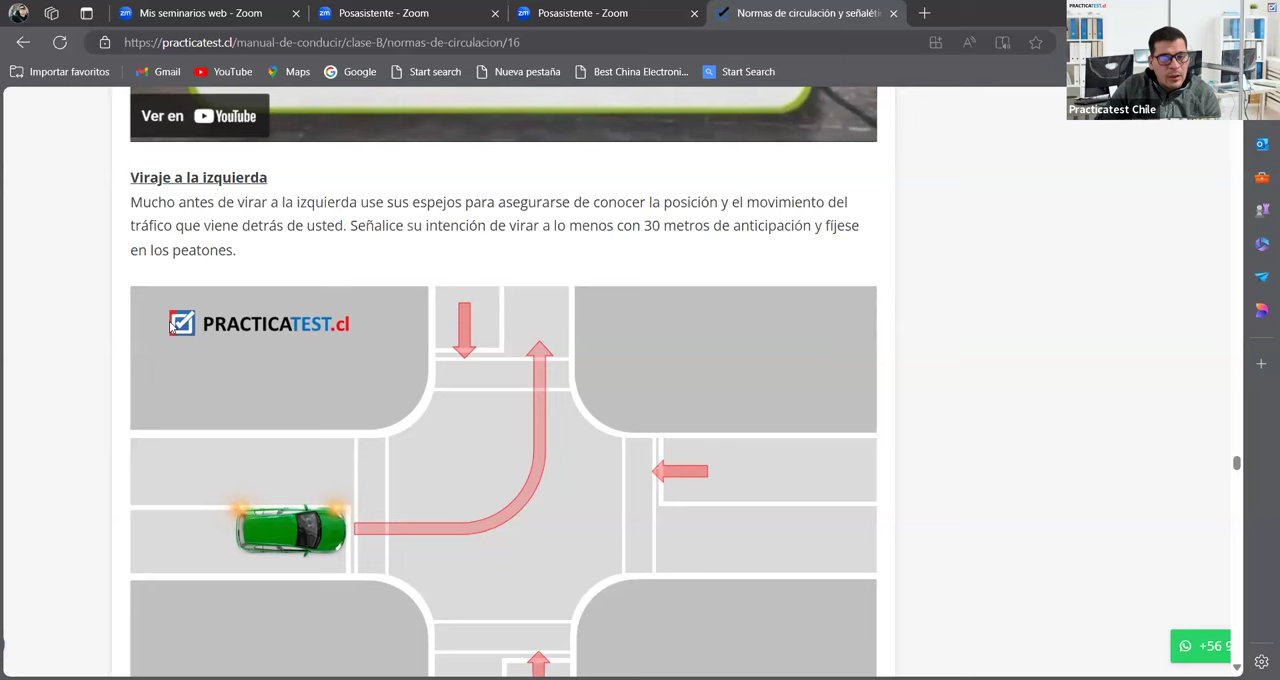 Mis seminarios web - Zoom
Posasistente - Zoom
Posasistente - Zoom
Normas de circulación y señaléti
https://practicatest.cl/manual-de-conducir/clase-B/normas-de-circulacion/16
Importar favoritos
Gmail
YouTube
Maps
Google
Start search
Nueva pestaña
Best China Electroni...
Start Search
PRACTICATEST.cl
Practicatest Chile
Ver en YouTube
Viraje a la izquierda
Mucho antes de virar a la izquierda use sus espejos para asegurarse de conocer la posición y el movimiento del
tráfico que viene detrás de usted. Señalice su intención de virar a lo menos con 30 metros de anticipación y fíjese
en los peatones.
PRACTICATEST.cl
+56 9